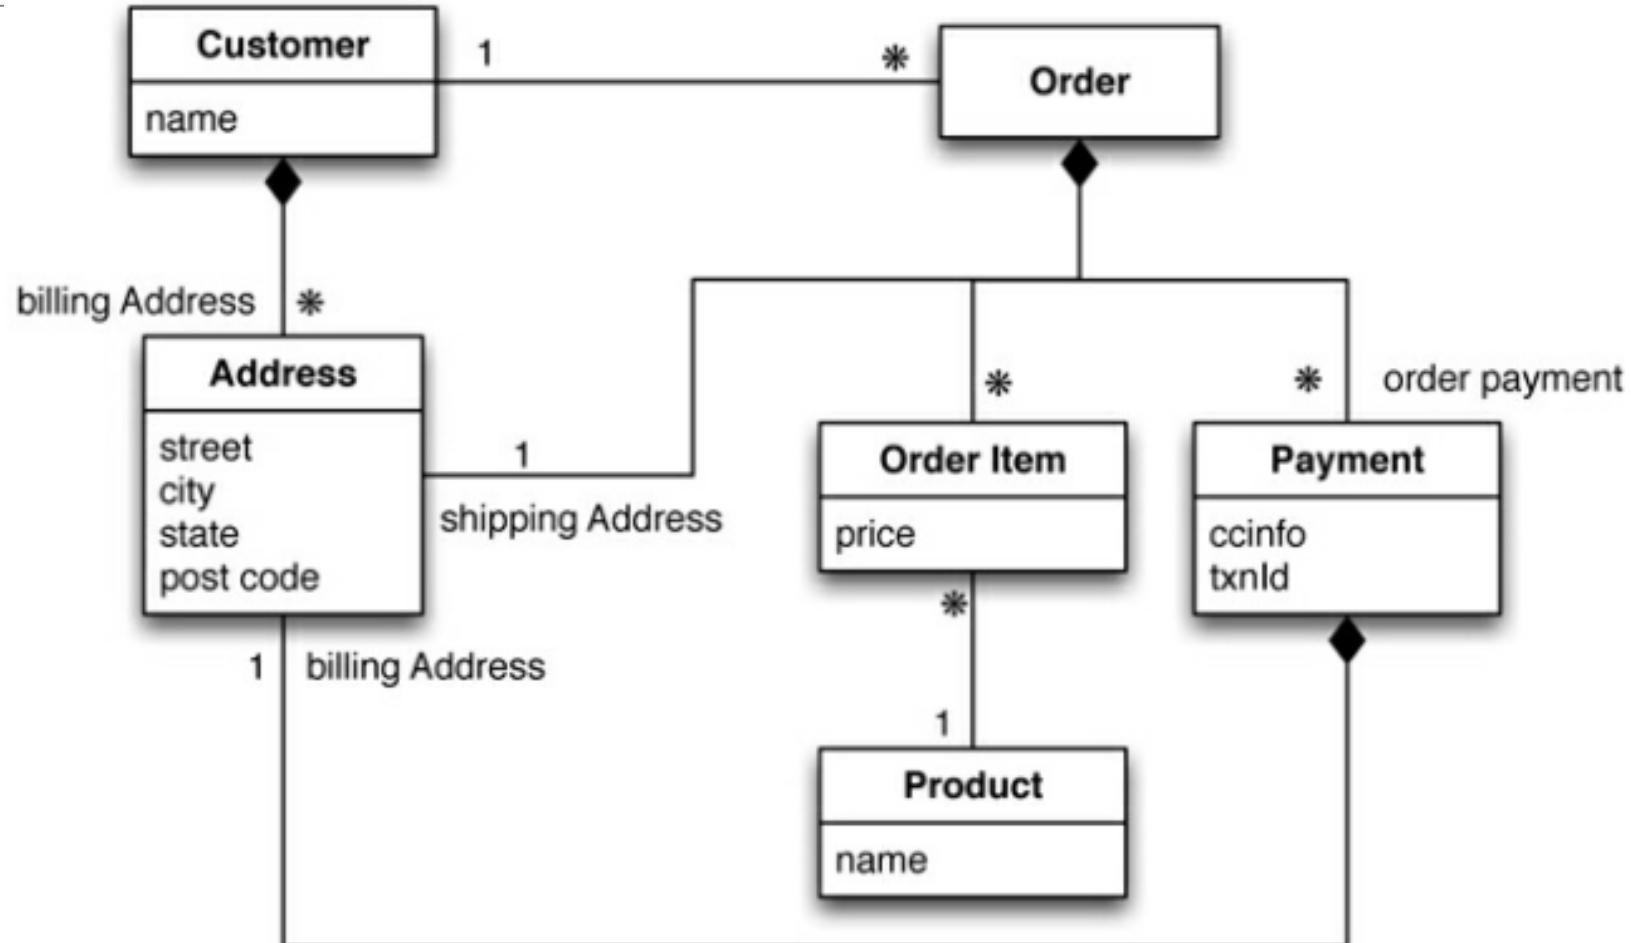 Customer
1
*
Order
name
billing Address
*
Address
*
*
order payment
street
1
Order Item
Payment
city
shipping Address
state
price
ccinfo
post code
txnId
*
1
billing Address
1
Product
name